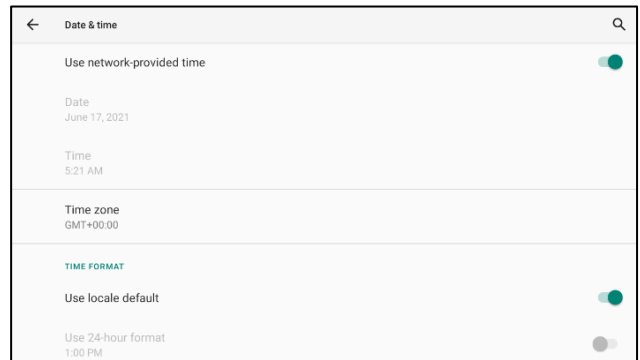 Date & time
Use network-provided time
Date
June 17, 2021
Time
5:21 AM
Time zone
GMT+00:00
TIME FORMAT
Use locale default
Use 24-hour format
1:00 PM